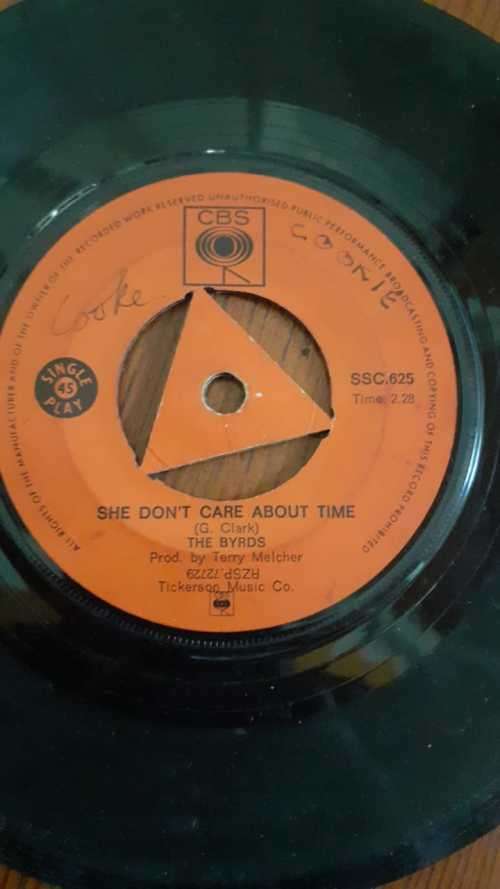 ALL RIGHTS OF THE MANUFACTURER AND OF THE OWNER OF THE RECORDED WORK RESERVED UNAUTHORISED PUBLIC PERFORMANCE BROADCASTING AND COPYING OF THIS RECORD PROHIBITED
CBS
COOKIE
Cooke
SINGLE
45
PLAY
SSC.625
Time 2.28
SHE DON'T CARE ABOUT TIME
(G. Clark)
THE BYRDS
Prod. by Terry Melcher
RZSP.72729
Tickerson Music Co.